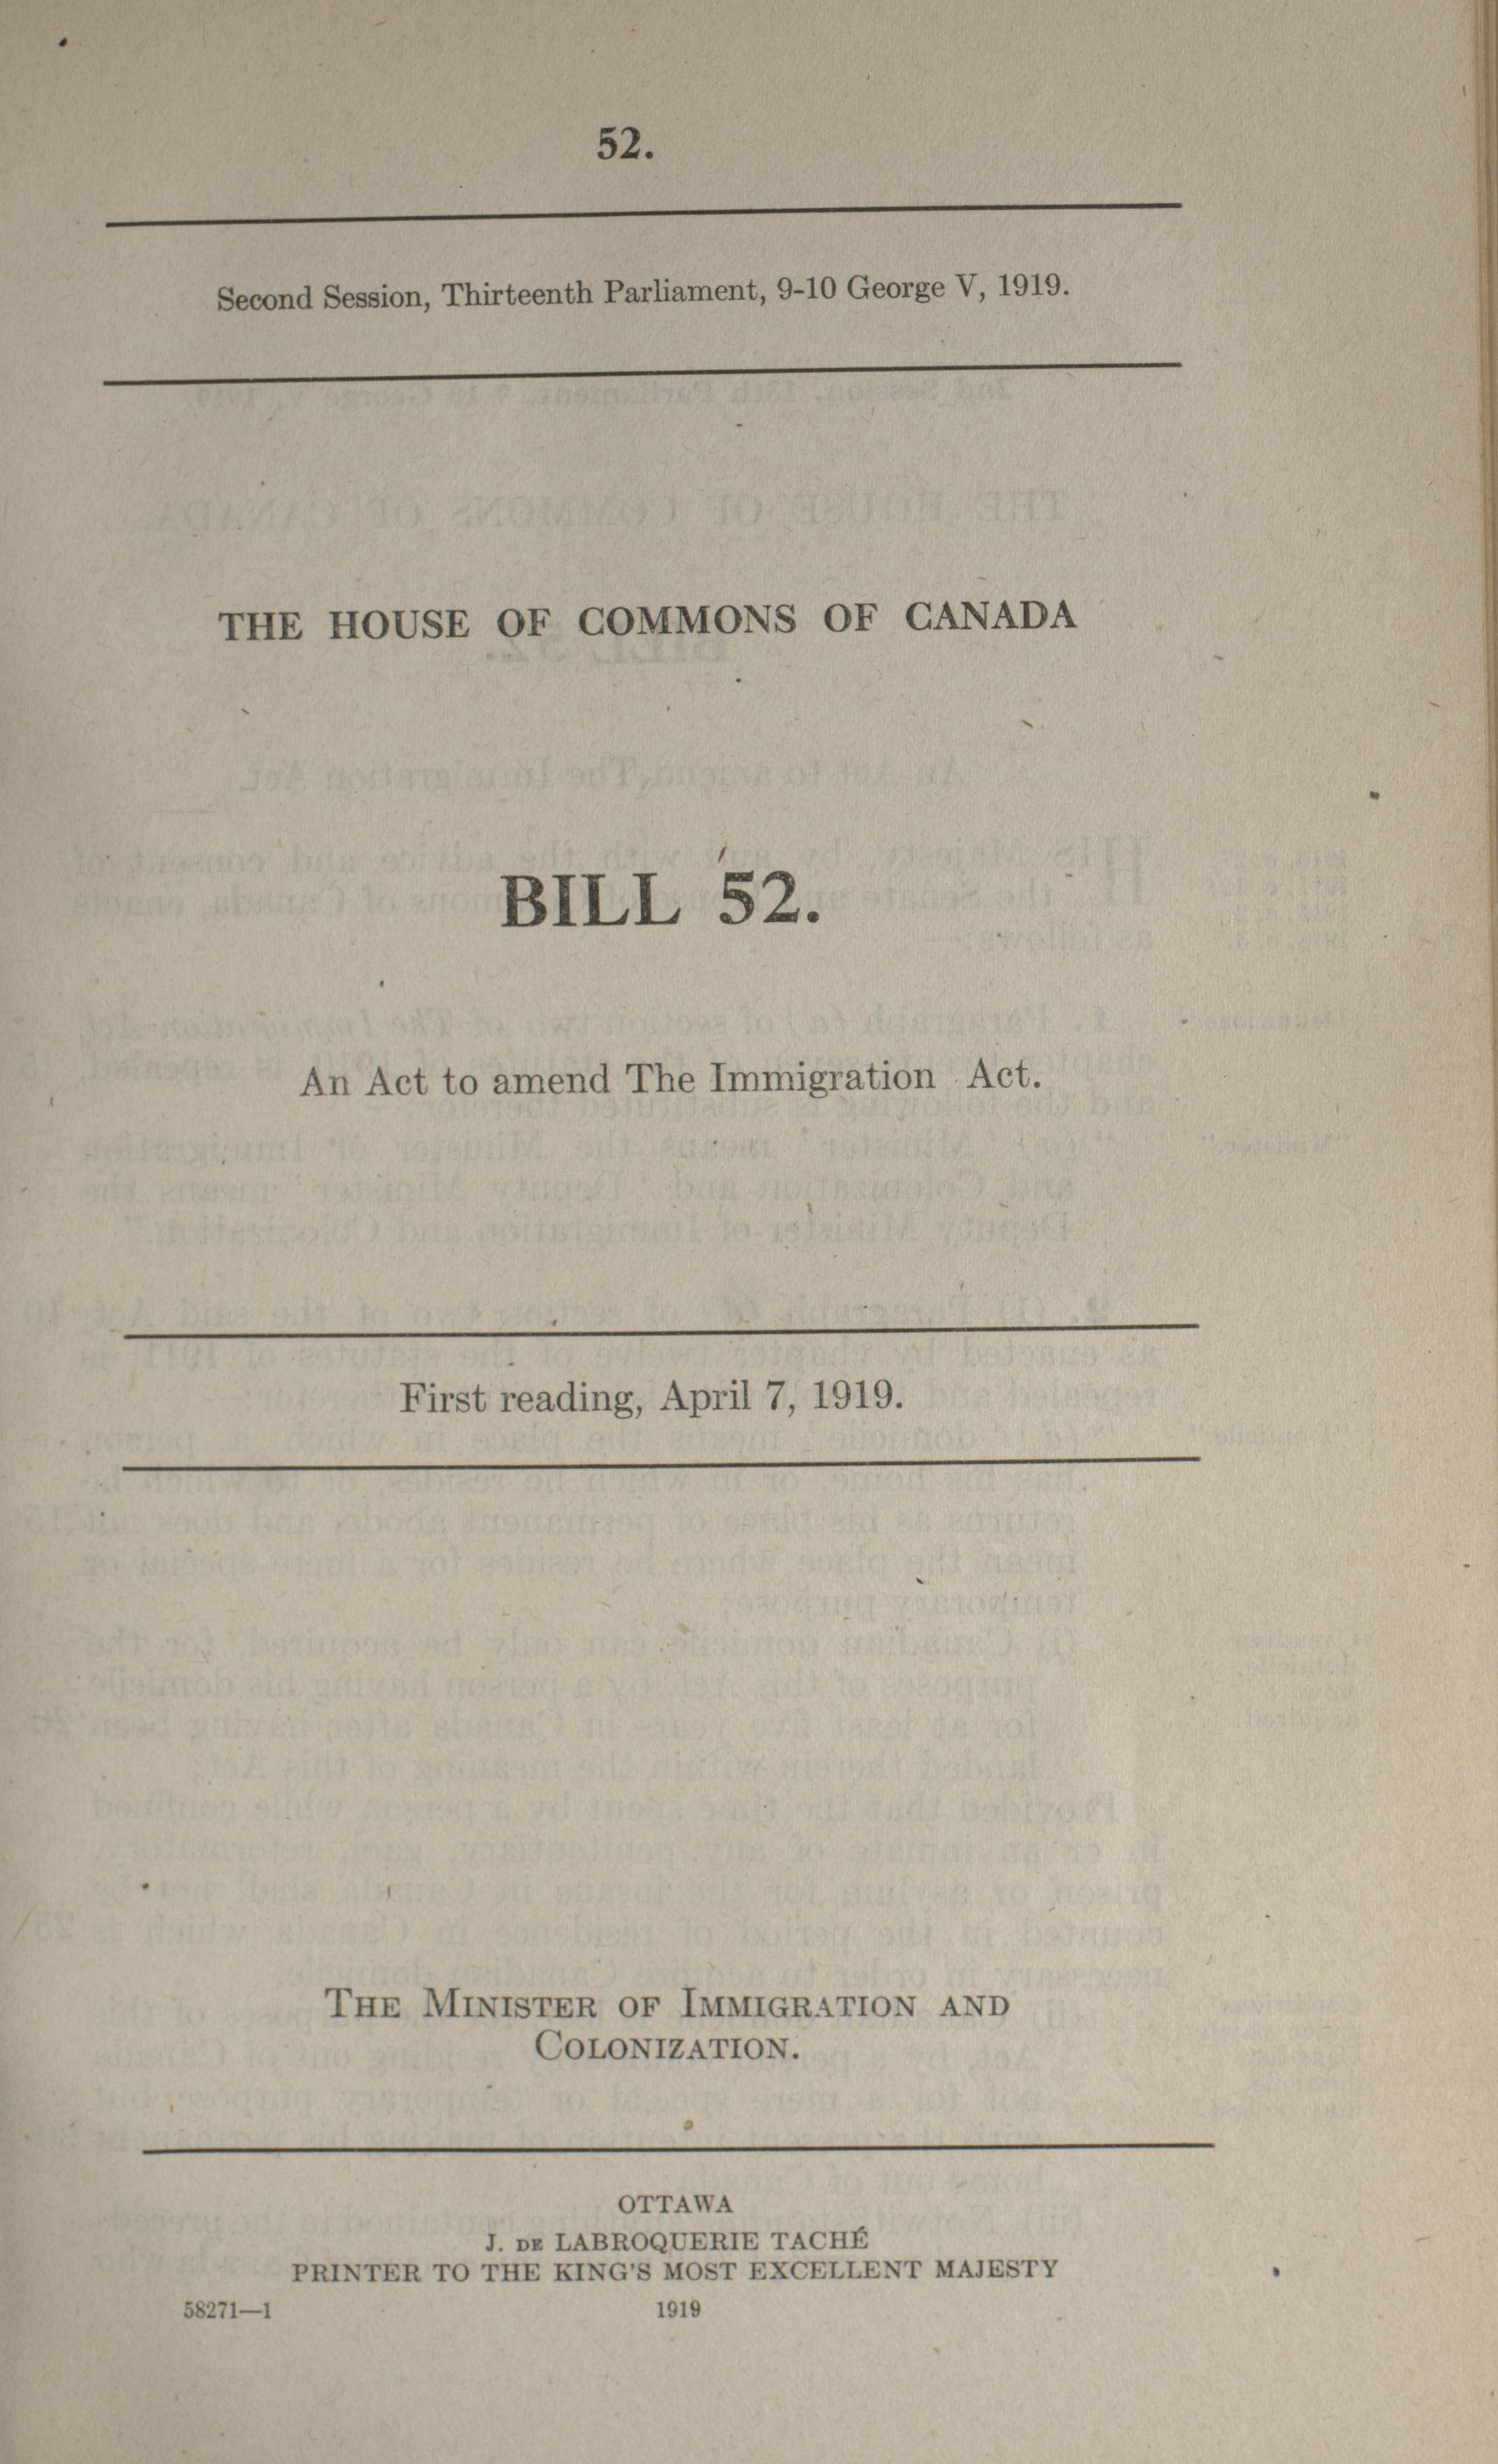 52.
Second Session, Thirteenth Parliament, 9-10 George V, 1919.
THE HOUSE OF COMMONS OF CANADA
BILL 52.
An Act to amend The Immigration Act.
First reading, April 7, 1919.
THE MINISTER OF IMMIGRATION AND
COLONIZATION.
OTTAWA
J. DE LABROQUERIE TACHÉ
PRINTER TO THE KING'S MOST EXCELLENT MAJESTY
58271—1 1919